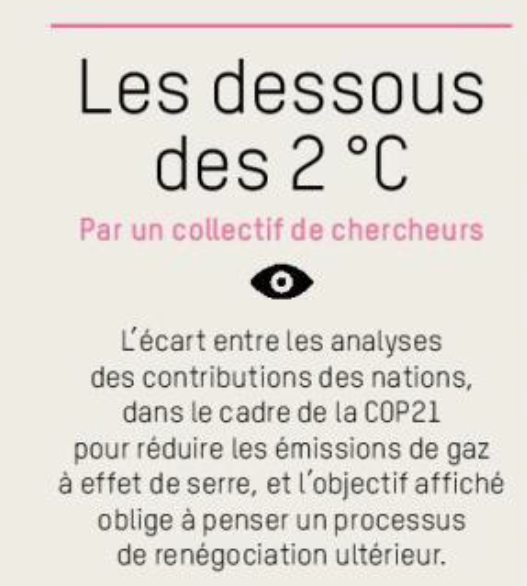 Les dessous
des 2 °C
Par un collectif de chercheurs
L'écart entre les analyses
des contributions des nations,
dans le cadre de la COP21
pour réduire les émissions de gaz
à effet de serre, et l'objectif affiché
oblige à penser un processus
de renégociation ultérieur.